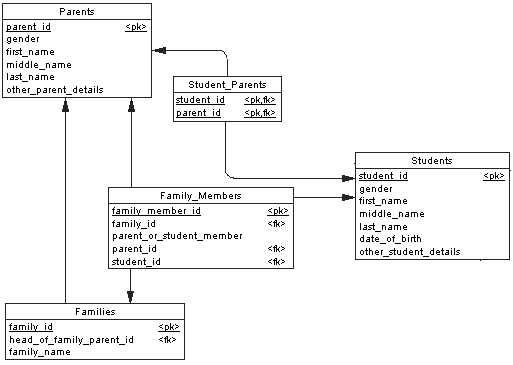 Parents
parent_id <pk>
gender
first_name
middle_name
last_name
other_parent_details
Student_Parents
student_id <pk,fk>
parent_id <pk,fk>
Students
student_id <pk>
gender
first_name
middle_name
last_name
date_of_birth
other_student_details
Family_Members
family_member_id <pk>
family_id <fk>
parent_or_student_member
parent_id <fk>
student_id <fk>
Families
family_id <pk>
head_of_family_parent_id <fk>
family_name